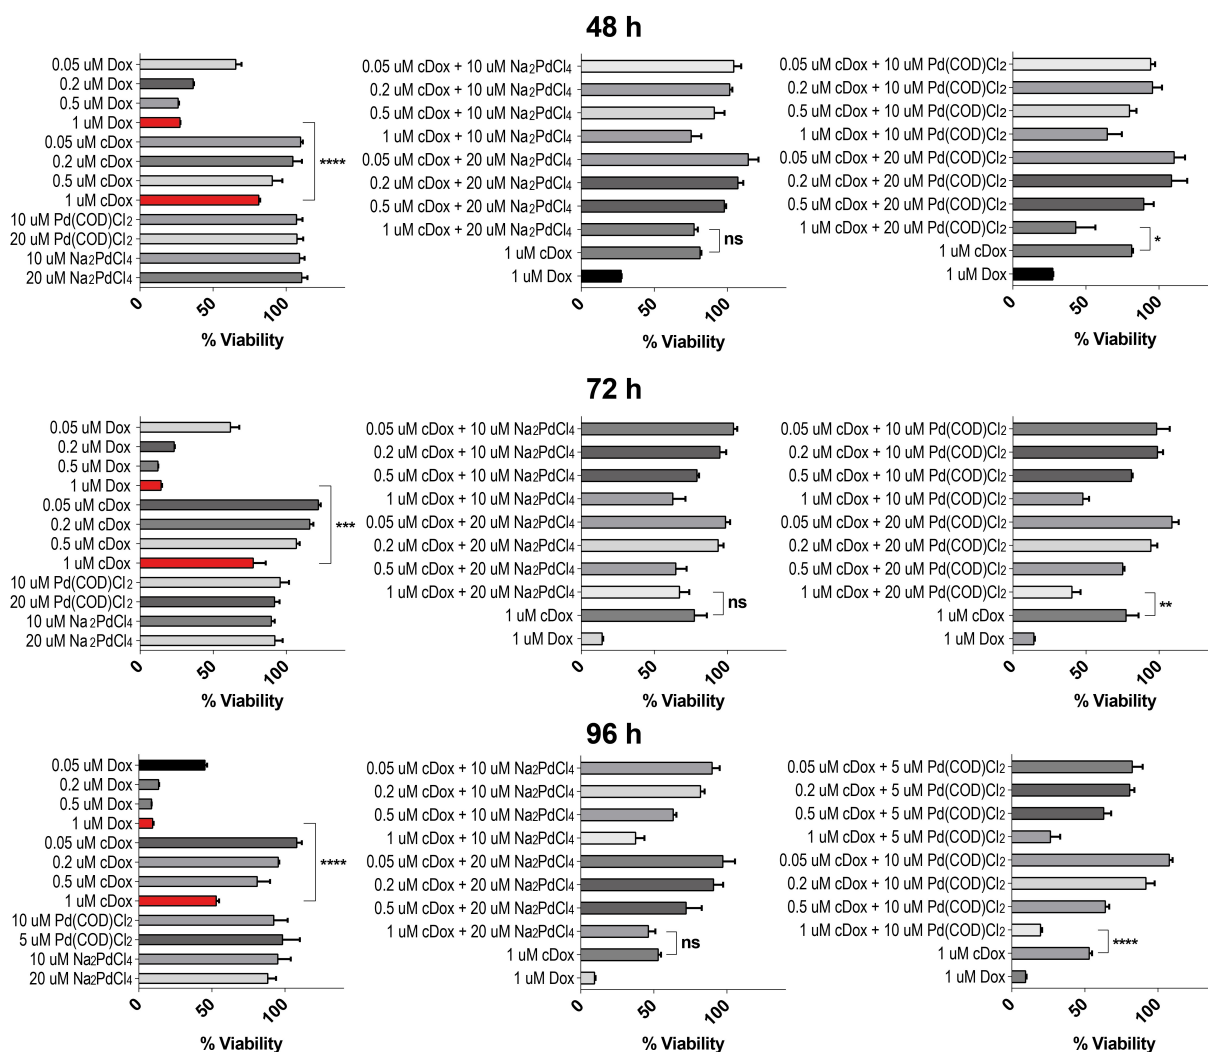 48 h
0.05 uM Dox
0.2 uM Dox
0.5 uM Dox
1 uM Dox
0.05 uM cDox
0.2 uM cDox
0.5 uM cDox
1 uM cDox
10 uM Pd(COD)Cl2
20 uM Pd(COD)Cl2
10 uM Na2PdCl4
20 uM Na2PdCl4
****
0 50 100
% Viability
0.05 uM cDox + 10 uM Na2PdCl4
0.2 uM cDox + 10 uM Na2PdCl4
0.5 uM cDox + 10 uM Na2PdCl4
1 uM cDox + 10 uM Na2PdCl4
0.05 uM cDox + 20 uM Na2PdCl4
0.2 uM cDox + 20 uM Na2PdCl4
0.5 uM cDox + 20 uM Na2PdCl4
1 uM cDox + 20 uM Na2PdCl4
1 uM cDox
1 uM Dox
ns
0 50 100
% Viability
0.05 uM cDox + 10 uM Pd(COD)Cl2
0.2 uM cDox + 10 uM Pd(COD)Cl2
0.5 uM cDox + 10 uM Pd(COD)Cl2
1 uM cDox + 10 uM Pd(COD)Cl2
0.05 uM cDox + 20 uM Pd(COD)Cl2
0.2 uM cDox + 20 uM Pd(COD)Cl2
0.5 uM cDox + 20 uM Pd(COD)Cl2
1 uM cDox + 20 uM Pd(COD)Cl2
1 uM cDox
1 uM Dox
*
0 50 100
% Viability
72 h
0.05 uM Dox
0.2 uM Dox
0.5 uM Dox
1 uM Dox
0.05 uM cDox
0.2 uM cDox
0.5 uM cDox
1 uM cDox
10 uM Pd(COD)Cl2
20 uM Pd(COD)Cl2
10 uM Na2PdCl4
20 uM Na2PdCl4
***
0 50 100
% Viability
0.05 uM cDox + 10 uM Na2PdCl4
0.2 uM cDox + 10 uM Na2PdCl4
0.5 uM cDox + 10 uM Na2PdCl4
1 uM cDox + 10 uM Na2PdCl4
0.05 uM cDox + 20 uM Na2PdCl4
0.2 uM cDox + 20 uM Na2PdCl4
0.5 uM cDox + 20 uM Na2PdCl4
1 uM cDox + 20 uM Na2PdCl4
1 uM cDox
1 uM Dox
ns
0 50 100
% Viability
0.05 uM cDox + 10 uM Pd(COD)Cl2
0.2 uM cDox + 10 uM Pd(COD)Cl2
0.5 uM cDox + 10 uM Pd(COD)Cl2
1 uM cDox + 10 uM Pd(COD)Cl2
0.05 uM cDox + 20 uM Pd(COD)Cl2
0.2 uM cDox + 20 uM Pd(COD)Cl2
0.5 uM cDox + 20 uM Pd(COD)Cl2
1 uM cDox + 20 uM Pd(COD)Cl2
1 uM cDox
1 uM Dox
**
0 50 100
% Viability
96 h
0.05 uM Dox
0.2 uM Dox
0.5 uM Dox
1 uM Dox
0.05 uM cDox
0.2 uM cDox
0.5 uM cDox
1 uM cDox
10 uM Pd(COD)Cl2
5 uM Pd(COD)Cl2
10 uM Na2PdCl4
20 uM Na2PdCl4
****
0 50 100
% Viability
0.05 uM cDox + 10 uM Na2PdCl4
0.2 uM cDox + 10 uM Na2PdCl4
0.5 uM cDox + 10 uM Na2PdCl4
1 uM cDox + 10 uM Na2PdCl4
0.05 uM cDox + 20 uM Na2PdCl4
0.2 uM cDox + 20 uM Na2PdCl4
0.5 uM cDox + 20 uM Na2PdCl4
1 uM cDox + 20 uM Na2PdCl4
1 uM cDox
1 uM Dox
ns
0 50 100
% Viability
0.05 uM cDox + 5 uM Pd(COD)Cl2
0.2 uM cDox + 5 uM Pd(COD)Cl2
0.5 uM cDox + 5 uM Pd(COD)Cl2
1 uM cDox + 5 uM Pd(COD)Cl2
0.05 uM cDox + 10 uM Pd(COD)Cl2
0.2 uM cDox + 10 uM Pd(COD)Cl2
0.5 uM cDox + 10 uM Pd(COD)Cl2
1 uM cDox + 10 uM Pd(COD)Cl2
1 uM cDox
1 uM Dox
****
0 50 100
% Viability